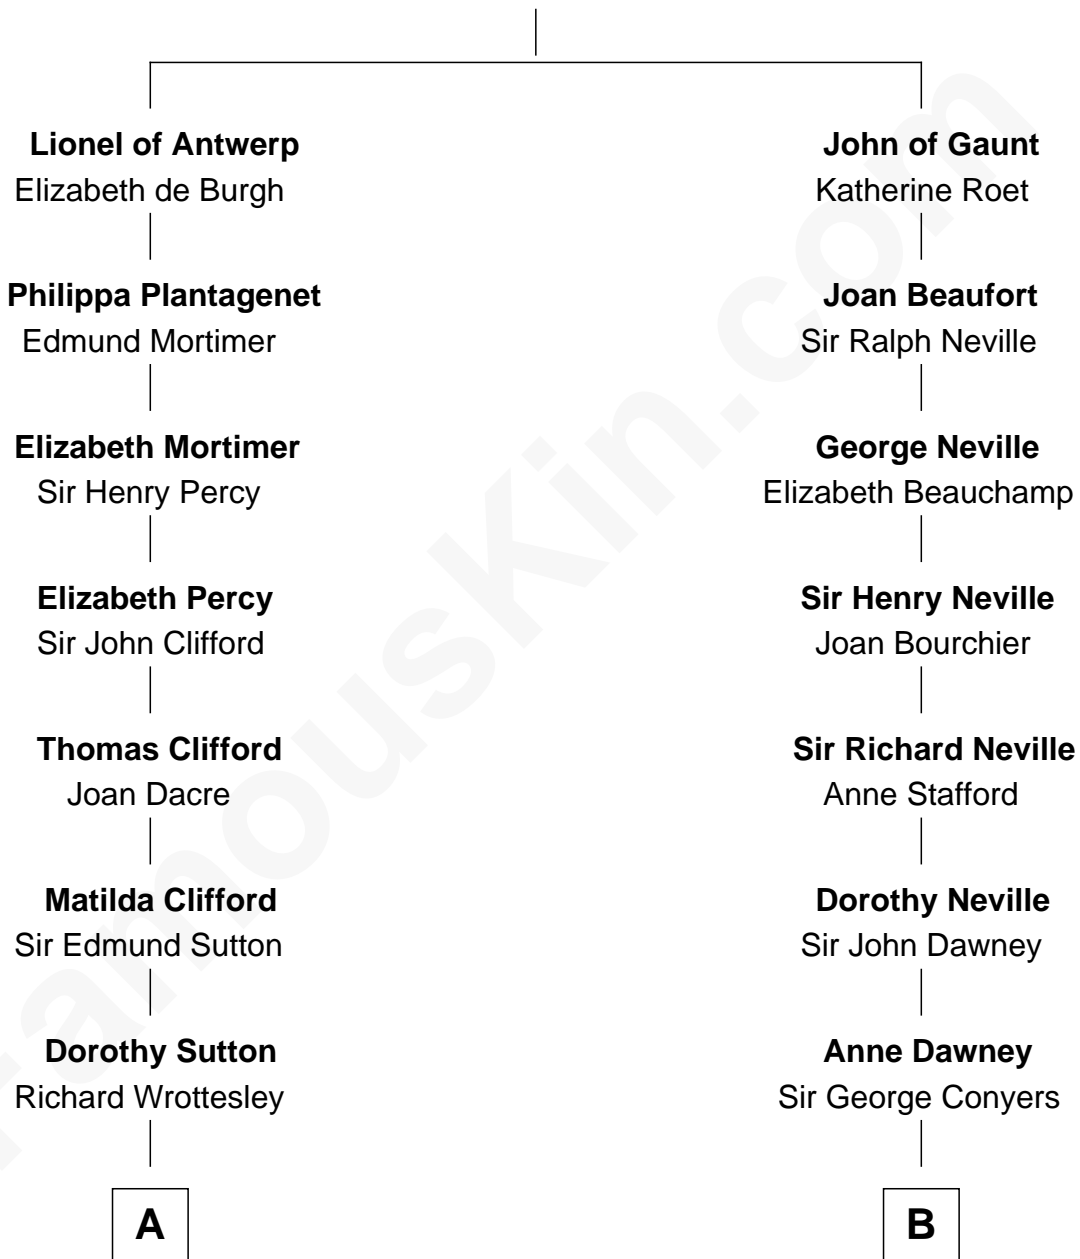 Lionel of Antwerp
Elizabeth de Burgh
Philippa Plantagenet
Edmund Mortimer
Elizabeth Mortimer
Sir Henry Percy
Elizabeth Percy
Sir John Clifford
Thomas Clifford
Joan Dacre
Matilda Clifford
Sir Edmund Sutton
Dorothy Sutton
Richard Wrottesley
A
John of Gaunt
Katherine Roet
Joan Beaufort
Sir Ralph Neville
George Neville
Elizabeth Beauchamp
Sir Henry Neville
Joan Bourchier
Sir Richard Neville
Anne Stafford
Dorothy Neville
Sir John Dawney
Anne Dawney
Sir George Conyers
B
FamousKin.com